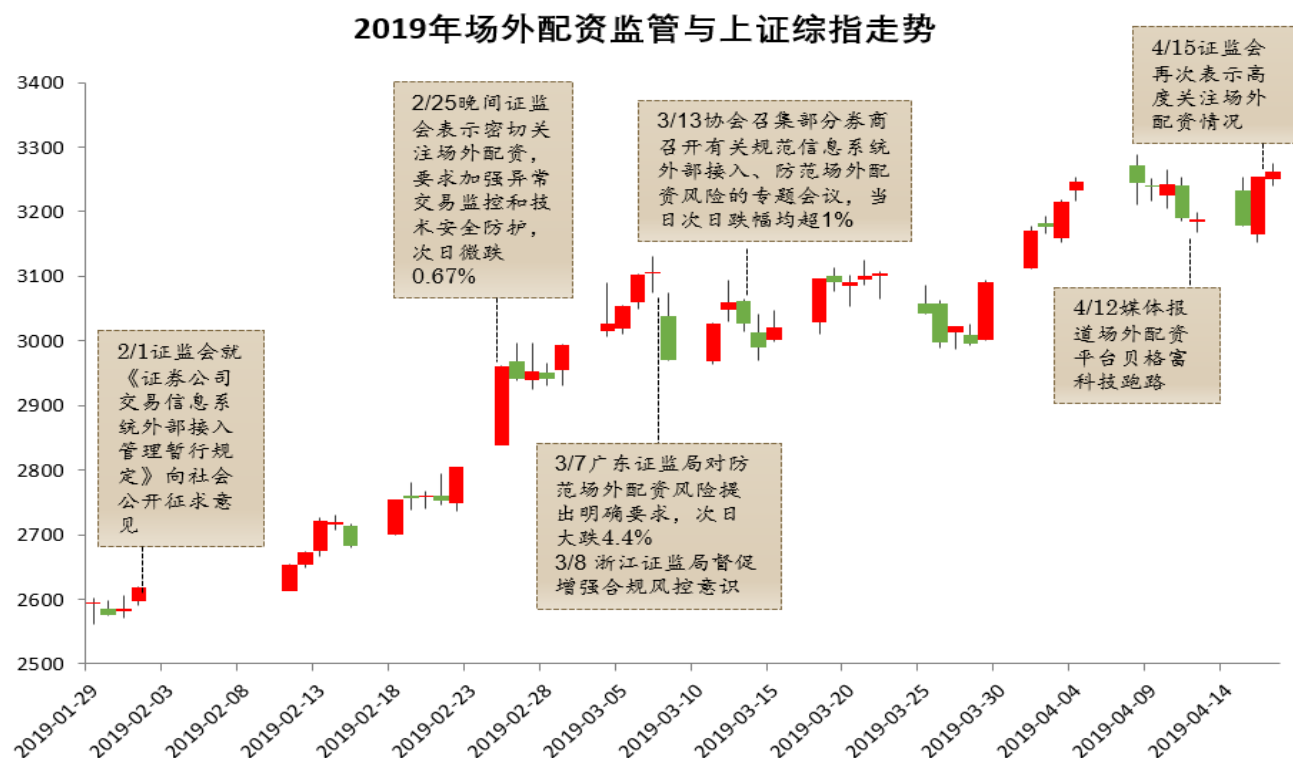 2019年场外配资监管与上证综指走势
4/15证监会
再次表示高
度关注场外
配资情况
2/25晚间证监
会表示密切关
注场外配资，
要求加强异常
交易监控和技
术安全防护，
次日微跌
0.67%
3/13协会召集部分券商
召开有关规范信息系统
外部接入、防范场外配
资风险的专题会议，当
日次日跌幅均超1%
2/1证监会就
《证券公司
交易信息系
统外部接入
管理暂行规
定》向社会
公开征求意
见
4/12媒体报
道场外配资
平台贝格富
科技跑路
3/7广东证监局对防
范场外配资风险提
出明确要求，次日
大跌4.4%
3/8 浙江证监局督促
增强合规风控意识
3400
3300
3200
3100
3000
2900
2800
2700
2600
2500
2019-01-29
2019-02-03
2019-02-08
2019-02-13
2019-02-18
2019-02-23
2019-02-28
2019-03-05
2019-03-10
2019-03-15
2019-03-20
2019-03-25
2019-03-30
2019-04-04
2019-04-09
2019-04-14